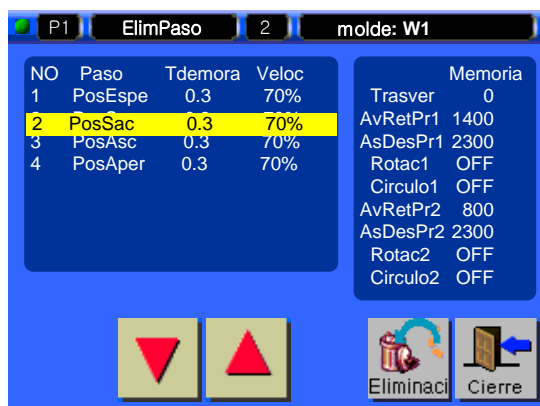 P1 ElimPaso 2 molde: W1
NO Paso Tdemora Veloc
1 PosEspe 0.3 70%
2 PosSac 0.3 70%
3 PosAsc 0.3 70%
4 PosAper 0.3 70%
Memoria
Trasver 0
AvRetPr1 1400
AsDesPr1 2300
Rotac1 OFF
Circulo1 OFF
AvRetPr2 800
AsDesPr2 2300
Rotac2 OFF
Circulo2 OFF
Eliminaci
Cierre